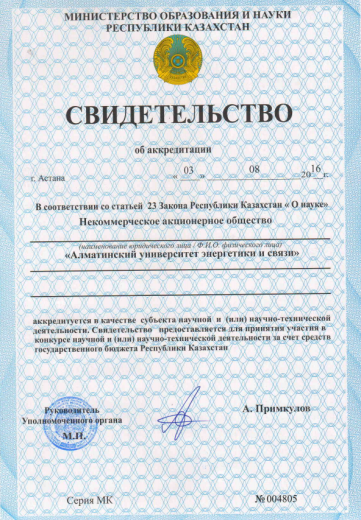 МИНИСТЕРСТВО ОБРАЗОВАНИЯ И НАУКИ
РЕСПУБЛИКИ КАЗАХСТАН
СВИДЕТЕЛЬСТВО
об аккредитации
г. Астана « 03 » 08 2016 г.
В соответствии со статьей 23 Закона Республики Казахстан « О науке»
Некоммерческое акционерное общество
(наименование юридического лица / Ф.И.О. физического лица)
«Алматинский университет энергетики и связи»
аккредитуется в качестве субъекта научной и (или) научно-технической
деятельности. Свидетельство предоставляется для принятия участия в
конкурсе научной и (или) научно-технической деятельности за счет средств
государственного бюджета Республики Казахстан
Руководитель
Уполномоченного органа
М.П.
А. Примкулов
Серия МК № 004805